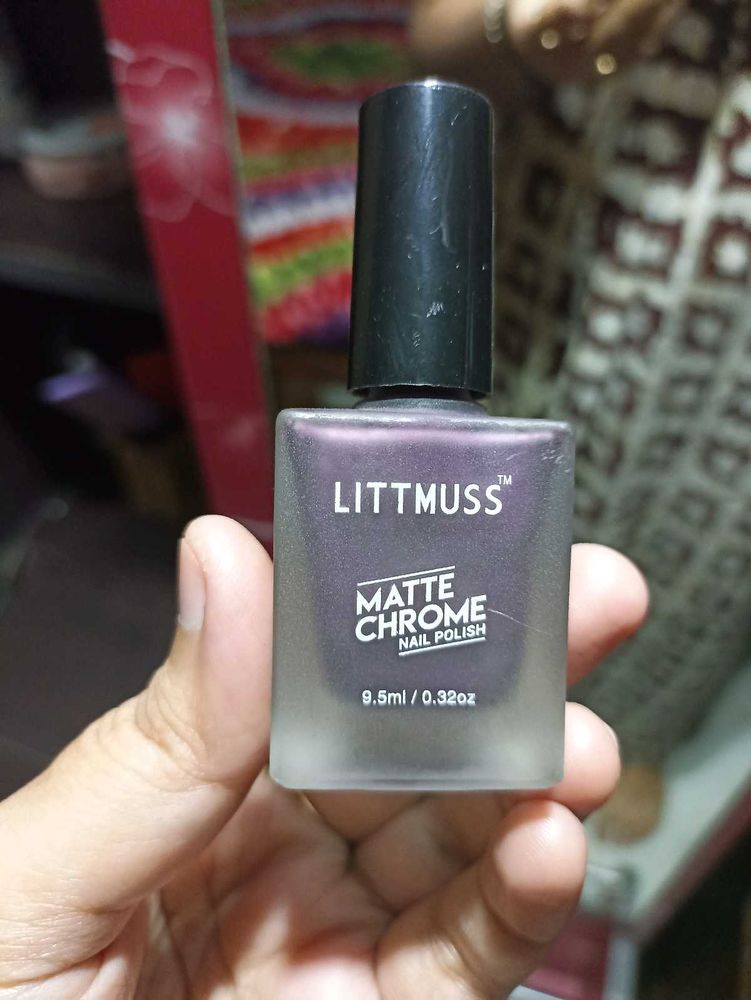 LITTMUSS™
MATTE
CHROME
NAIL POLISH
9.5ml / 0.32oz